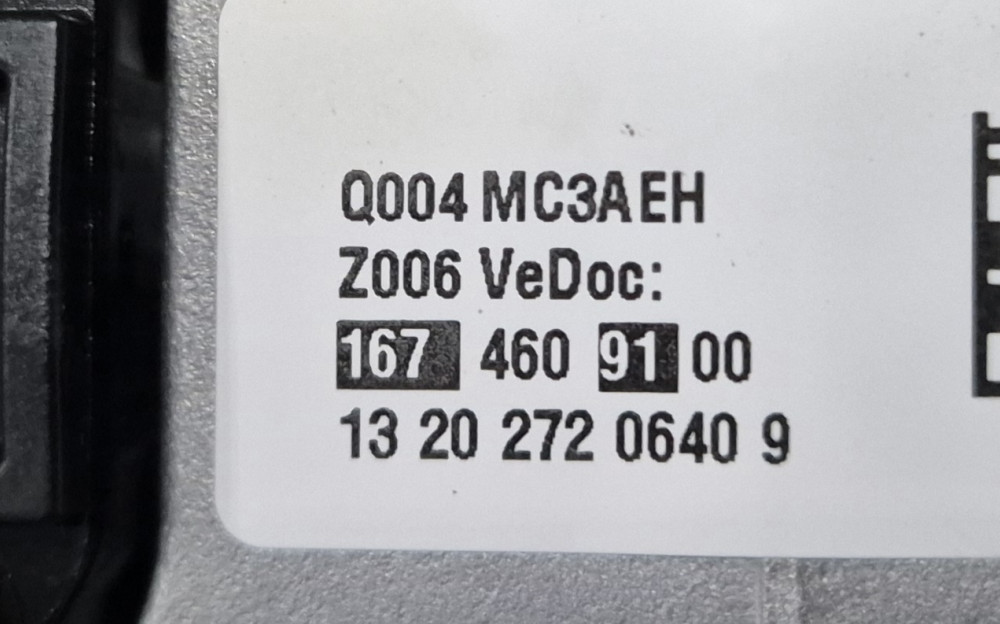 Q004 MC3AEH
Z006 VeDoc:
167 460 91 00
13 20 272 0640 9